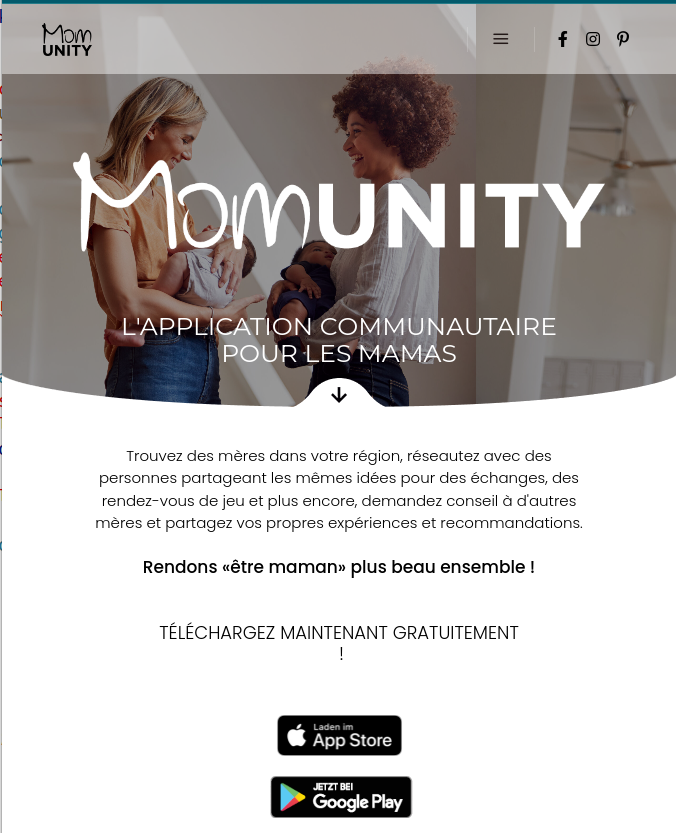 Mom
UNITY
MomUNITY
L'APPLICATION COMMUNAUTAIRE
POUR LES MAMAS
Trouvez des mères dans votre région, réseautez avec des
personnes partageant les mêmes idées pour des échanges, des
rendez-vous de jeu et plus encore, demandez conseil à d'autres
mères et partagez vos propres expériences et recommandations.
Rendons «être maman» plus beau ensemble !
TÉLÉCHARGEZ MAINTENANT GRATUITEMENT
!
Laden im
App Store
JETZT BEI
Google Play